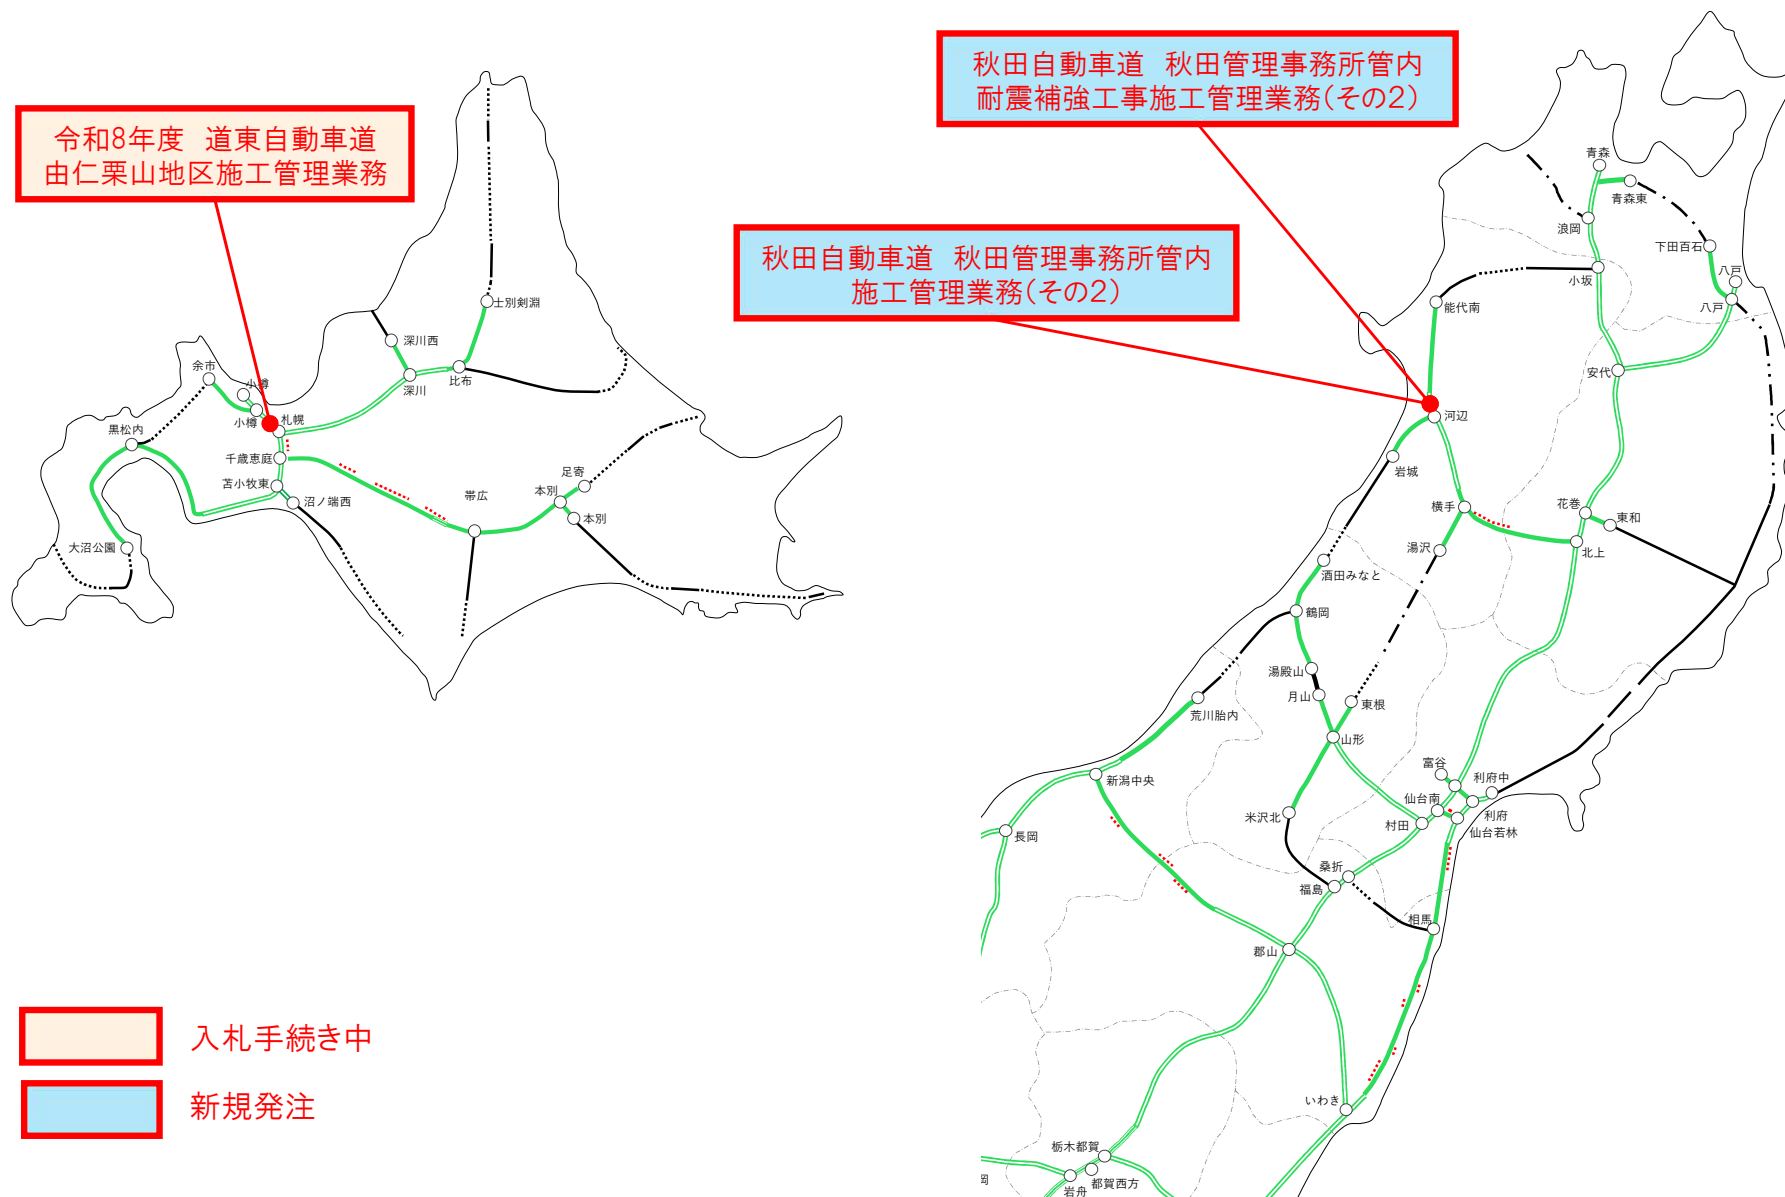 令和8年度　道東自動車道
由仁栗山地区施工管理業務
秋田自動車道　秋田管理事務所管内
耐震補強工事施工管理業務(その2)
秋田自動車道　秋田管理事務所管内
施工管理業務(その2)
士別剣淵
深川西
深川
比布
余市
小樽
小樽
札幌
黒松内
千歳恵庭
苫小牧東
沼ノ端西
大沼公園
帯広
足寄
本別
本別
青森
青森東
浪岡
下田百石
八戸
八戸
小坂
能代南
安代
河辺
岩城
横手
花巻
東和
湯沢
北上
酒田みなと
鶴岡
湯殿山
月山
東根
荒川胎内
山形
富谷
利府中
新潟中央
仙台南
利府
米沢北
村田
仙台若林
長岡
桑折
福島
相馬
郡山
いわき
栃木都賀
都賀西方
岩舟
岡
入札手続き中
新規発注